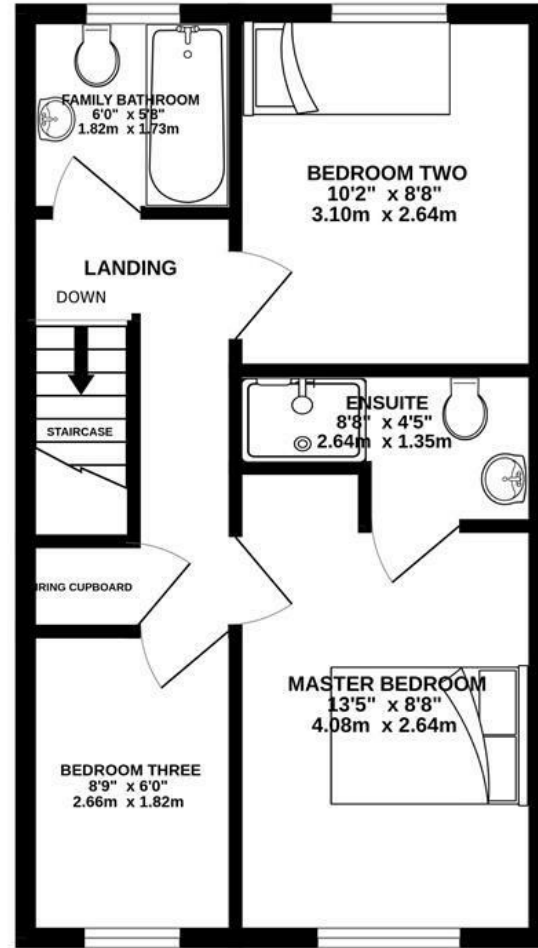 FAMILY BATHROOM
6'0" x 5'8"
1.82m x 1.73m
BEDROOM TWO
10'2" x 8'8"
3.10m x 2.64m
LANDING
DOWN
ENSUITE
8'8" x 4'5"
2.64m x 1.35m
STAIRCASE
IRING CUPBOARD
MASTER BEDROOM
13'5" x 8'8"
4.08m x 2.64m
BEDROOM THREE
8'9" x 6'0"
2.66m x 1.82m